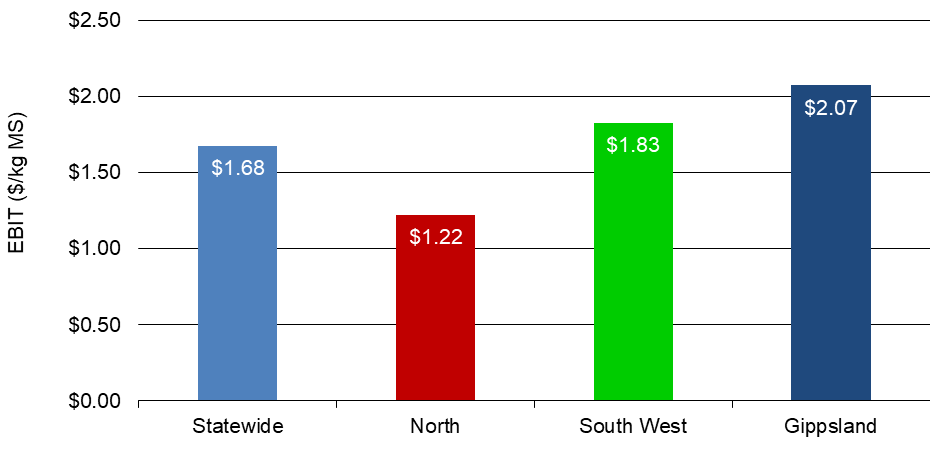 $2.50
$2.00
$1.50
$1.00
$0.50
$0.00
EBIT ($/kg MS)
$1.68
$1.22
$1.83
$2.07
Statewide
North
South West
Gippsland